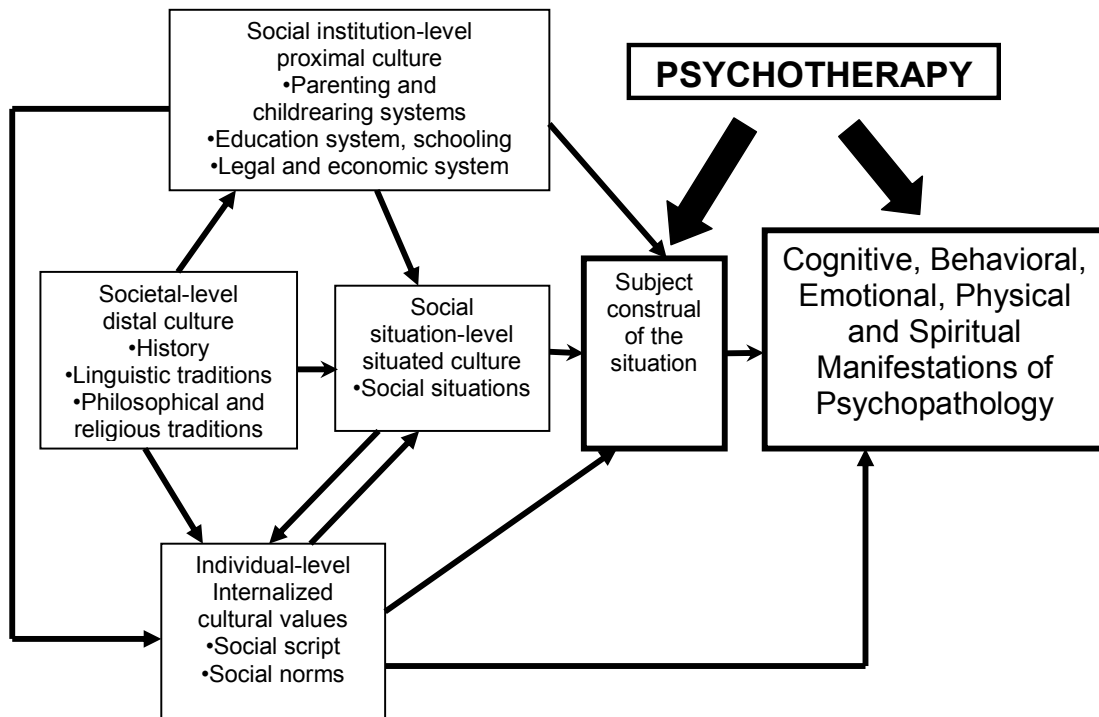 Social institution-level
proximal culture
•Parenting and
childrearing systems
•Education system, schooling
•Legal and economic system
PSYCHOTHERAPY
Societal-level
distal culture
•History
•Linguistic traditions
•Philosophical and
religious traditions
Social
situation-level
situated culture
•Social situations
Subject
construal
of the
situation
Cognitive, Behavioral,
Emotional, Physical
and Spiritual
Manifestations of
Psychopathology
Individual-level
Internalized
cultural values
•Social script
•Social norms